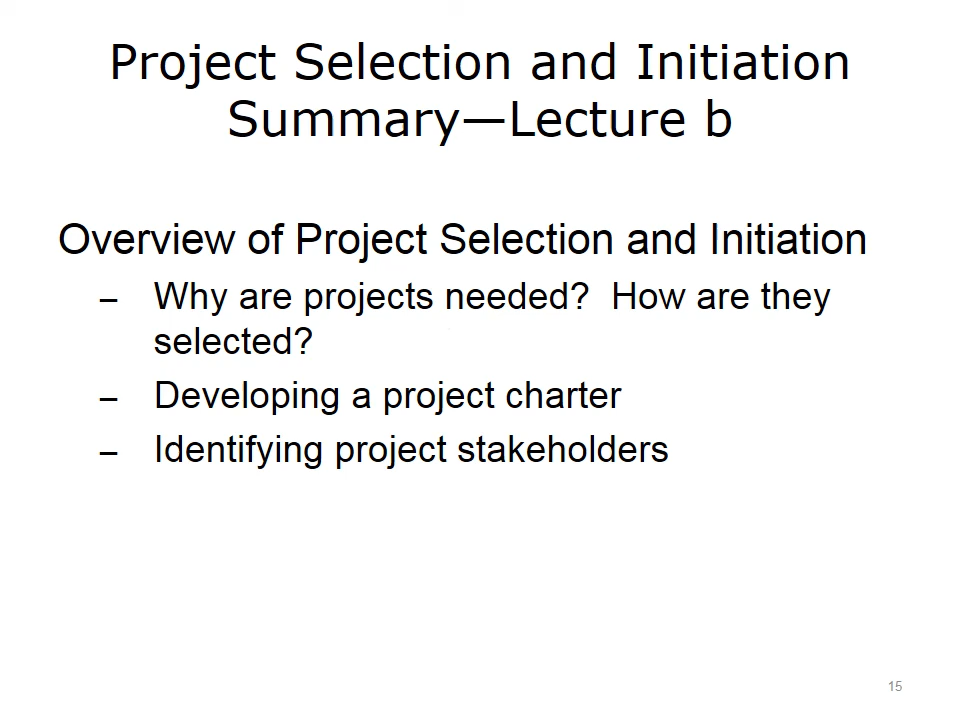 Project Selection and Initiation
Summary—Lecture b
Overview of Project Selection and Initiation
– Why are projects needed?  How are they
selected?
– Developing a project charter
– Identifying project stakeholders
15